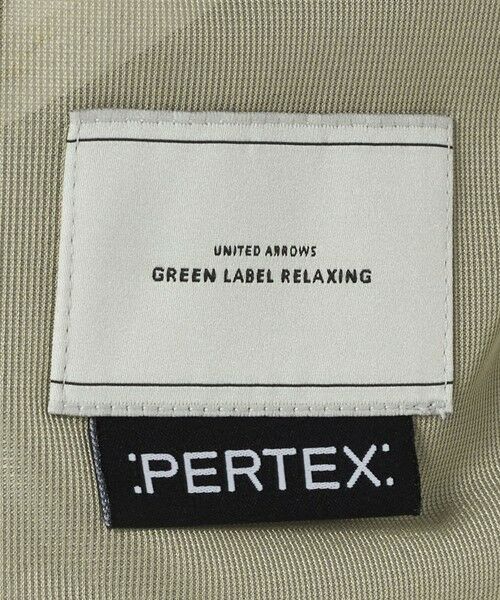 UNITED ARROWS
GREEN LABEL RELAXING
:PERTEX: